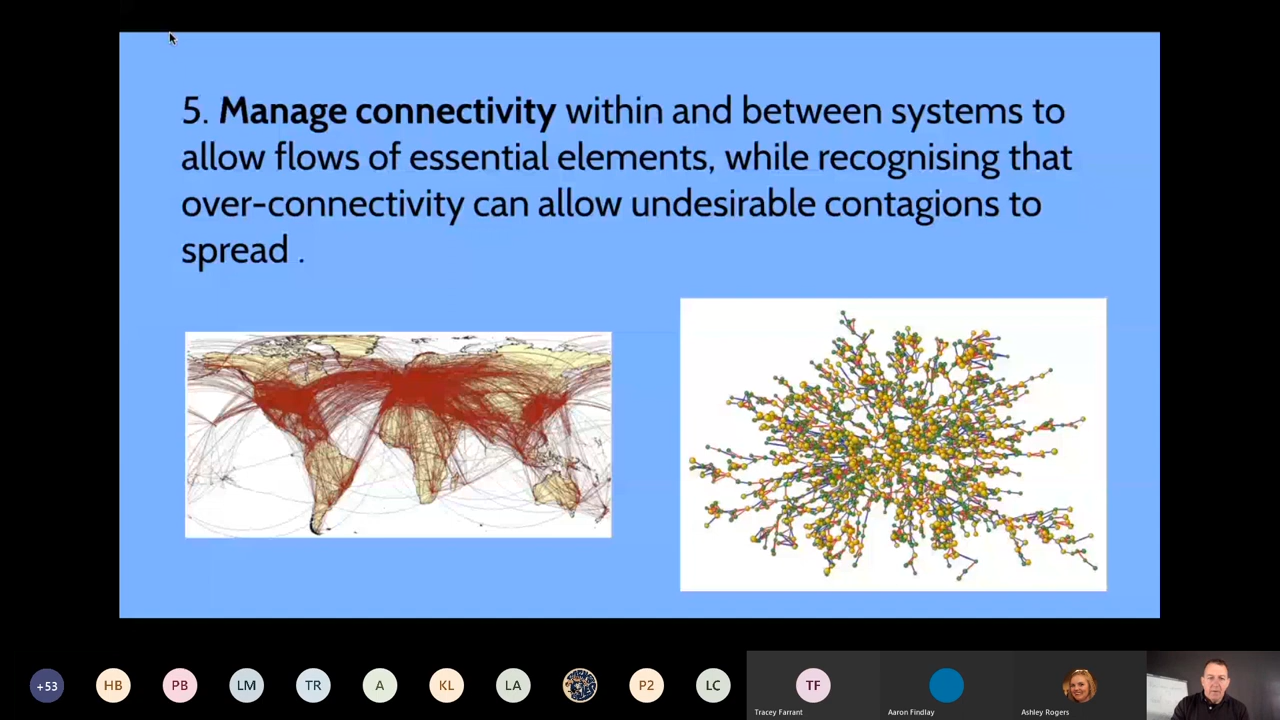 5. Manage connectivity within and between systems to
allow flows of essential elements, while recognising that
over-connectivity can allow undesirable contagions to
spread .
+53
HB
PB
LM
TR
A
KL
LA
P2
LC
TF
Tracey Farrant
Aaron Findlay
Ashley Rogers